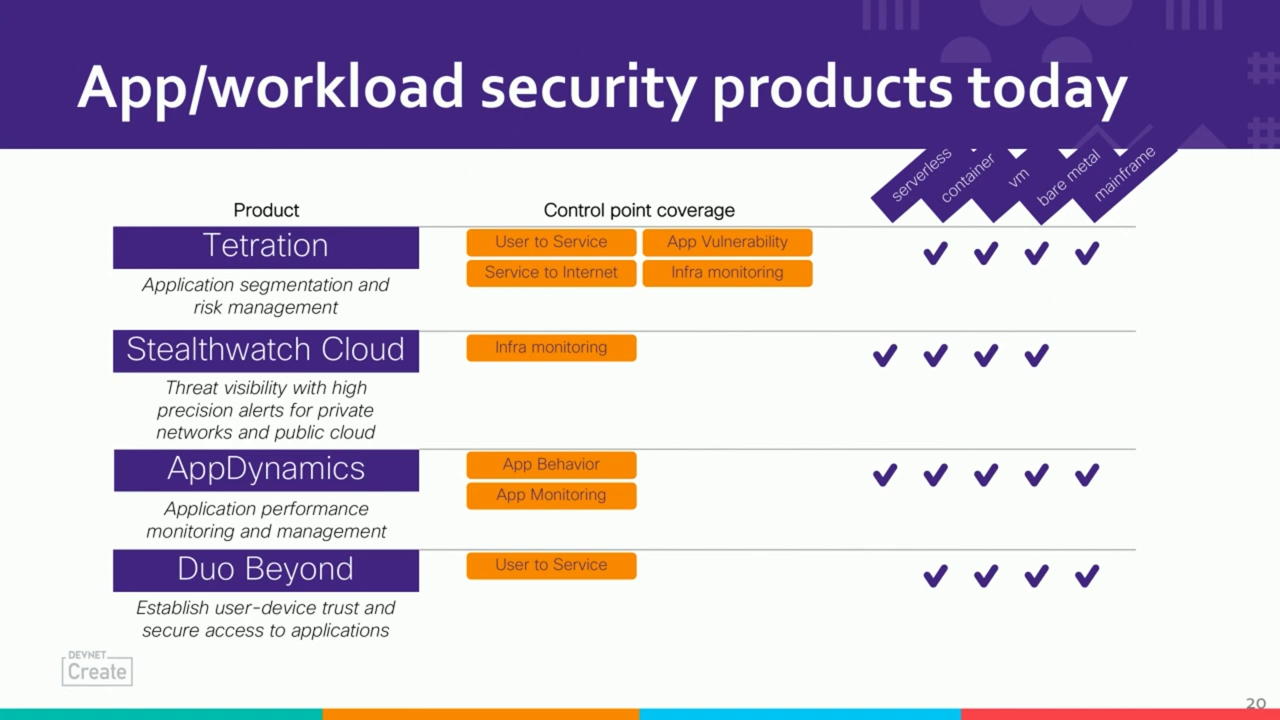 App/workload security products today
serverless
container
vm
bare metal
mainframe
Product
Control point coverage
Tetration
Application segmentation and
risk management
User to Service
App Vulnerability
Service to Internet
Infra monitoring
✔ ✔ ✔ ✔
Stealthwatch Cloud
Threat visibility with high
precision alerts for private
networks and public cloud
Infra monitoring
✔ ✔ ✔ ✔
AppDynamics
Application performance
monitoring and management
App Behavior
App Monitoring
✔ ✔ ✔ ✔ ✔
Duo Beyond
Establish user-device trust and
secure access to applications
User to Service
✔ ✔ ✔ ✔
DEVNET
Create
20